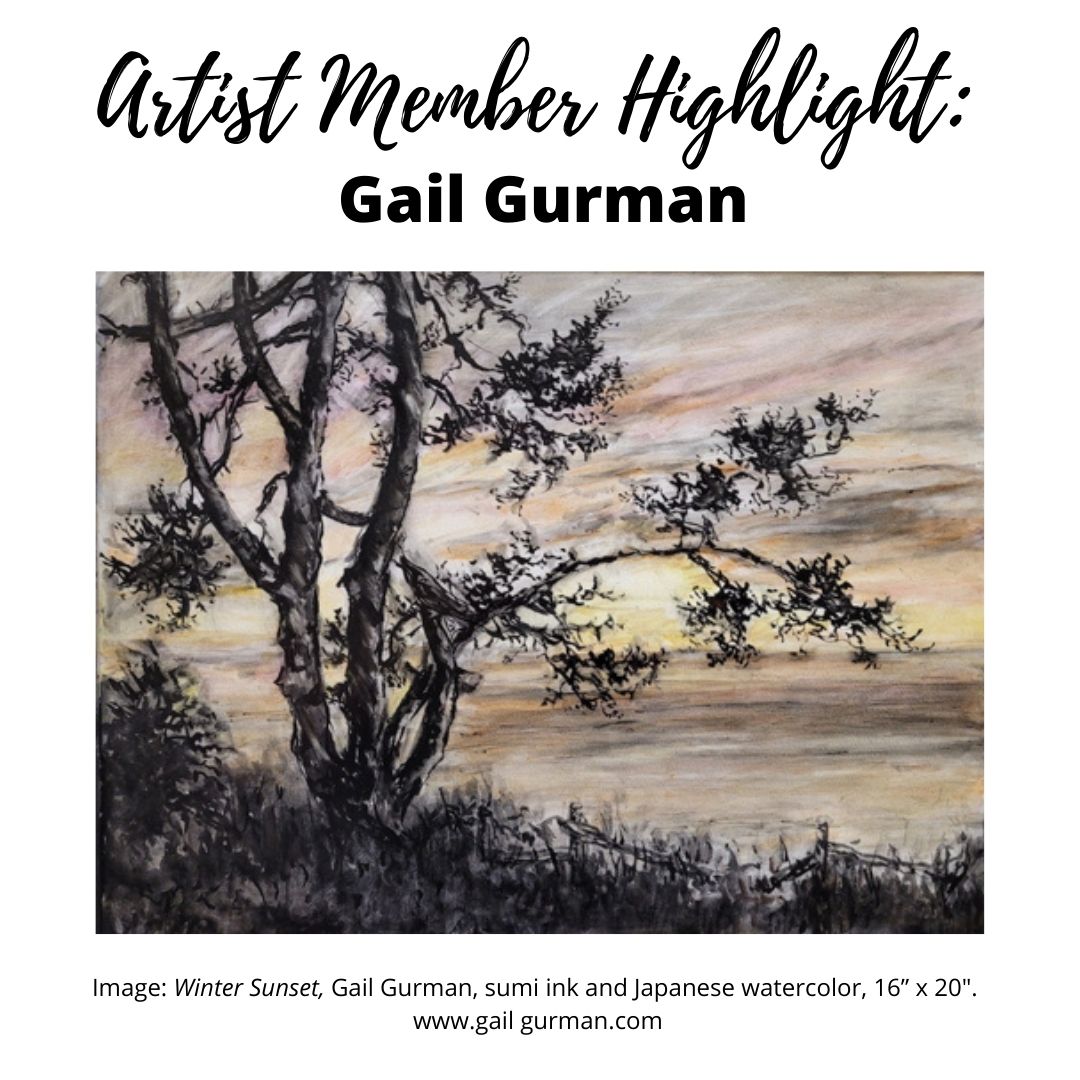 Artist Member Highlight:
Gail Gurman
Image: Winter Sunset, Gail Gurman, sumi ink and Japanese watercolor, 16” x 20".
www.gail gurman.com